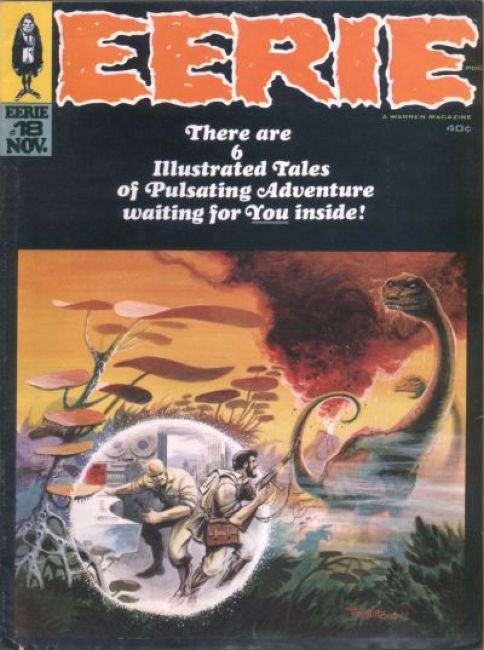 EERIE
PDC
A WARREN MAGAZINE
40¢
EERIE
#18
NOV.
There are
6
Illustrated Tales
of Pulsating Adventure
waiting for You inside!